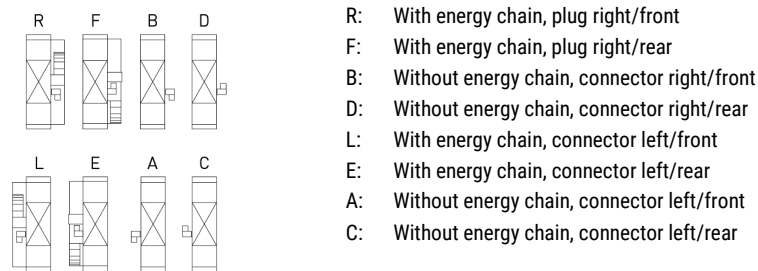 R F B D
L E A C
R: With energy chain, plug right/front
F: With energy chain, plug right/rear
B: Without energy chain, connector right/front
D: Without energy chain, connector right/rear
L: With energy chain, connector left/front
E: With energy chain, connector left/rear
A: Without energy chain, connector left/front
C: Without energy chain, connector left/rear